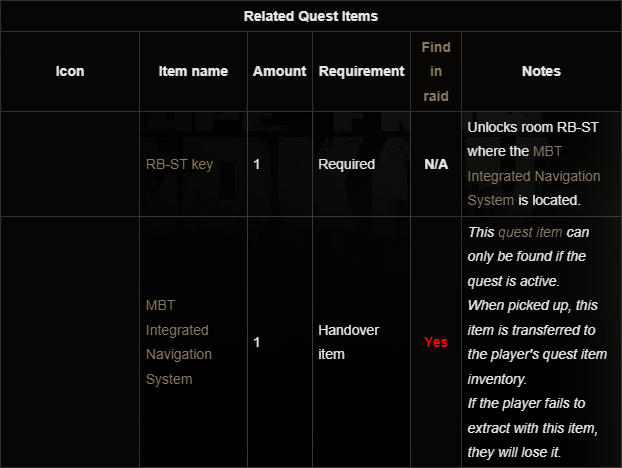 Related Quest Items
Icon
Item name
Amount
Requirement
Find
in
raid
Notes
RB-ST key
1
Required
N/A
Unlocks room RB-ST
where the MBT
Integrated Navigation
System is located.
MBT
Integrated
Navigation
System
1
Handover
item
Yes
This quest item can
only be found if the
quest is active.
When picked up, this
item is transferred to
the player's quest item
inventory.
If the player fails to
extract with this item,
they will lose it.